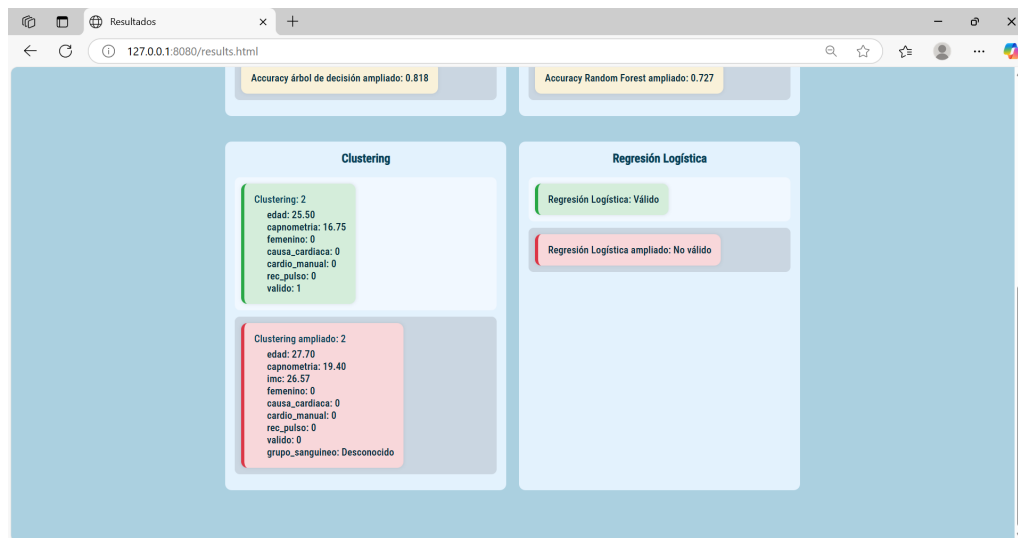 Resultados
127.0.0.1:8080/results.html
Accuracy árbol de decisión ampliado: 0.818
Accuracy Random Forest ampliado: 0.727
Clustering
Clustering: 2
edad: 25.50
capnometria: 16.75
femenino: 0
causa_cardiaca: 0
cardio_manual: 0
rec_pulso: 0
valido: 1
Clustering ampliado: 2
edad: 27.70
capnometria: 19.40
imc: 26.57
femenino: 0
causa_cardiaca: 0
cardio_manual: 0
rec_pulso: 0
valido: 0
grupo_sanguineo: Desconocido
Regresión Logística
Regresión Logística: Válido
Regresión Logística ampliado: No válido